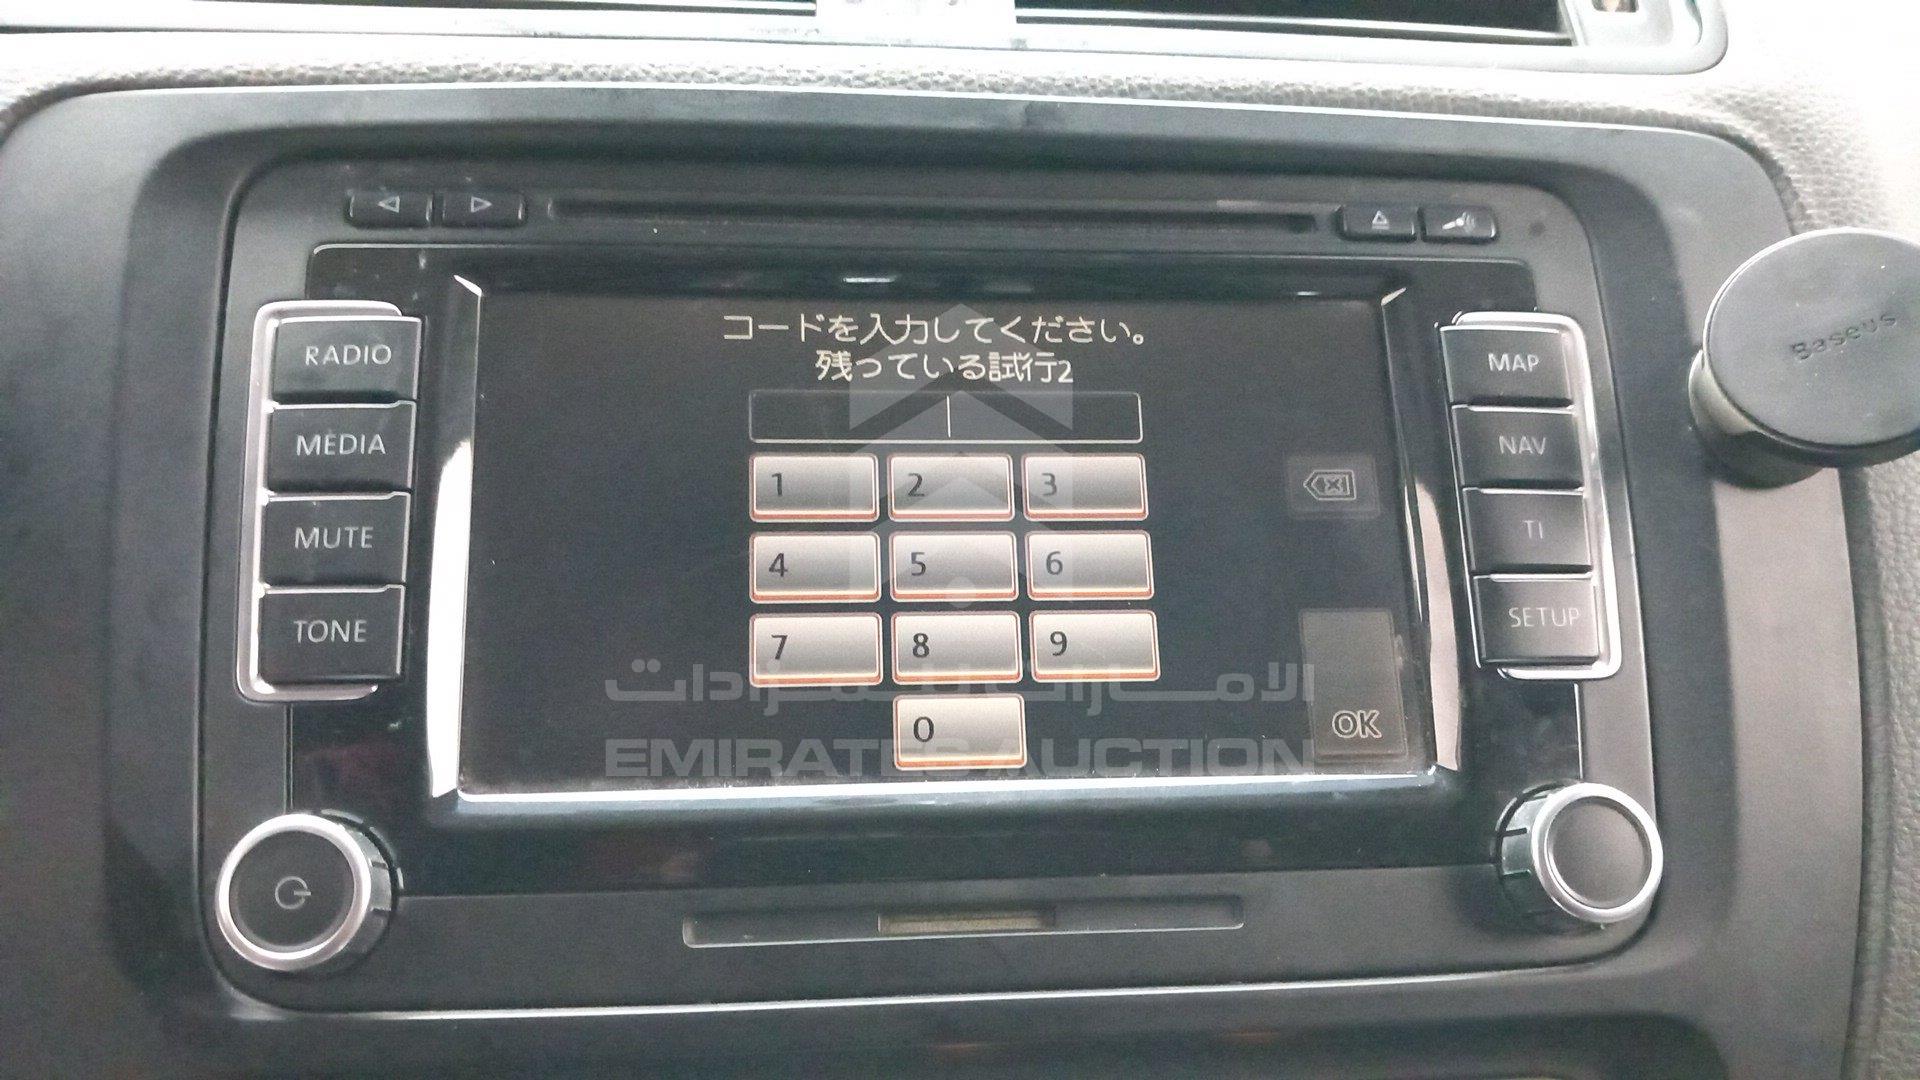 コードを入力してください。
残っている試行2
RADIO
MEDIA
MUTE
TONE
1 2 3
4 5 6
7 8 9
0
OK
MAP
NAV
TI
SETUP
Baseus
الامارات للمزادات
EMIRATES AUCTION